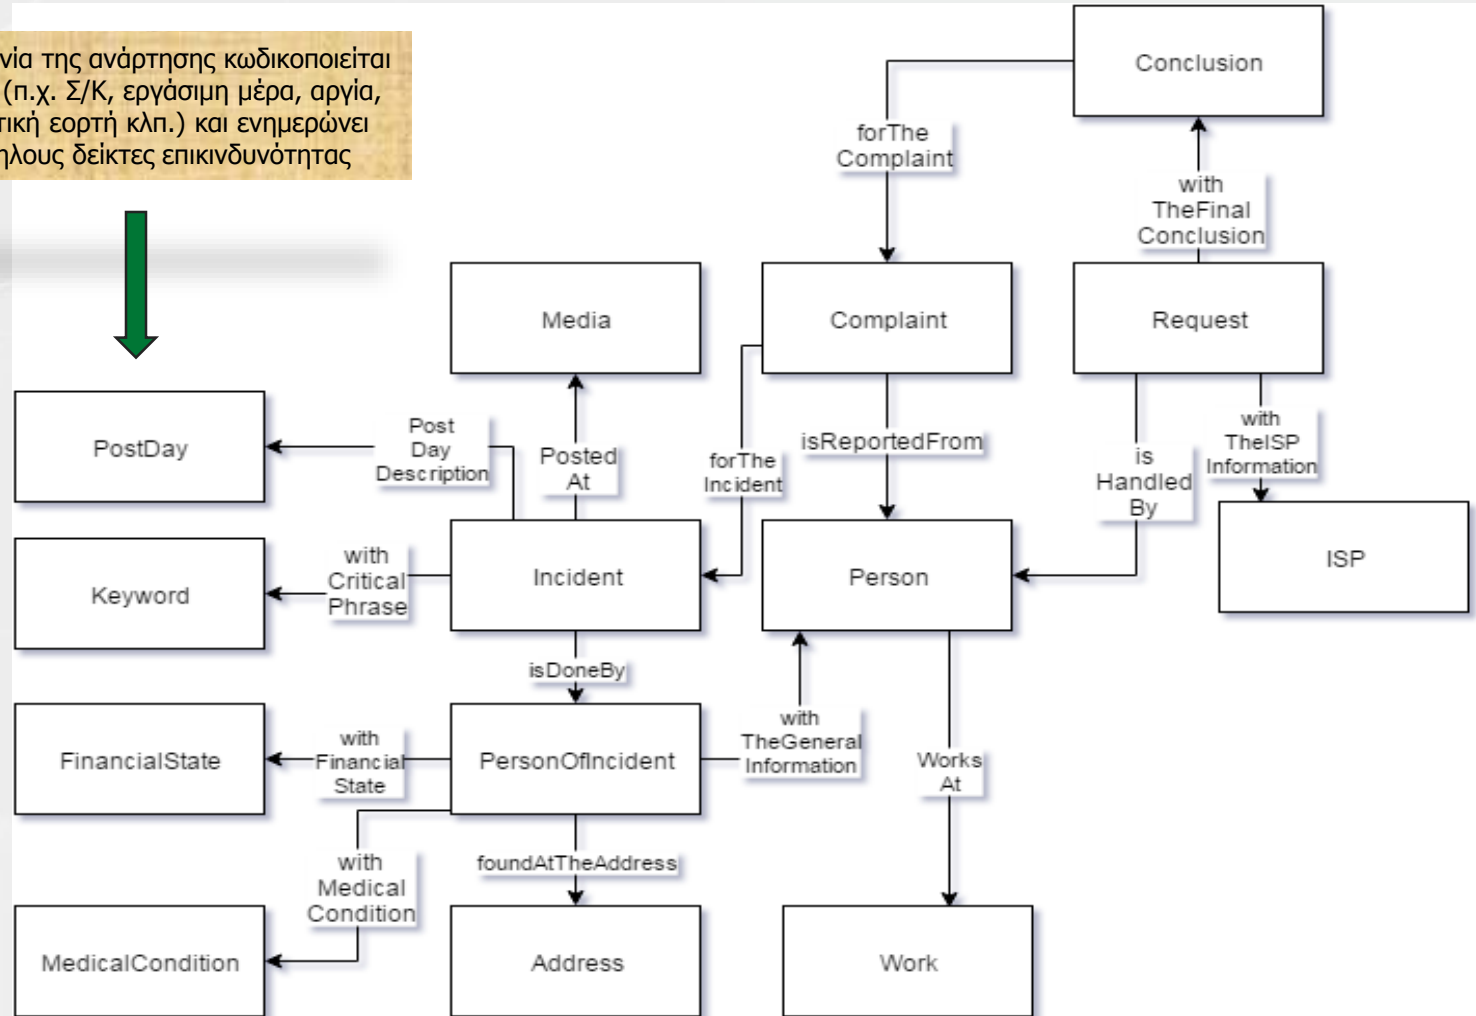 της ανάρτησης κωδικοποιείται
(π.χ. Σ/Κ, εργάσιμη μέρα, αργία,
εορτή κλπ.) και ενημερώνει
δείκτες επικινδυνότητας
Conclusion
forThe
Complaint
with
TheFinal
Conclusion
Media
Complaint
Request
PostDay
Post
Day
Description
Posted
At
forThe
Incident
isReportedFrom
is
Handled
By
with
TheISP
Information
ISP
Keyword
with
Critical
Phrase
Incident
Person
isDoneBy
FinancialState
with
Financial
State
PersonOfIncident
with
TheGeneral
Information
Works
At
with
Medical
Condition
foundAtTheAddress
MedicalCondition
Address
Work